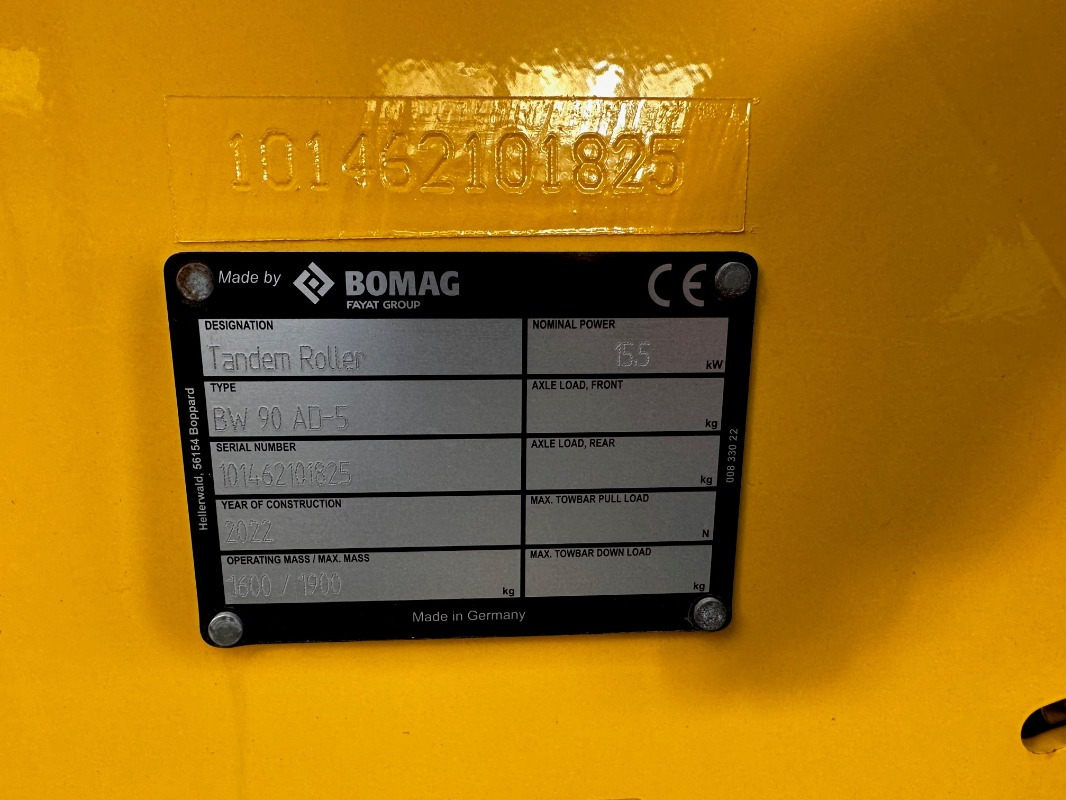 101462101825
Made by BOMAG
FAYAT GROUP
CE
DESIGNATION
Tandem Roller
NOMINAL POWER
15.5 kW
TYPE
BW 90 AD-5
AXLE LOAD, FRONT
kg
SERIAL NUMBER
101462101825
AXLE LOAD, REAR
kg
YEAR OF CONSTRUCTION
2022
MAX. TOWBAR PULL LOAD
N
OPERATING MASS / MAX. MASS
1600 / 1900 kg
MAX. TOWBAR DOWN LOAD
kg
Made in Germany
Hellerwald, 56154 Boppard
008 330 22